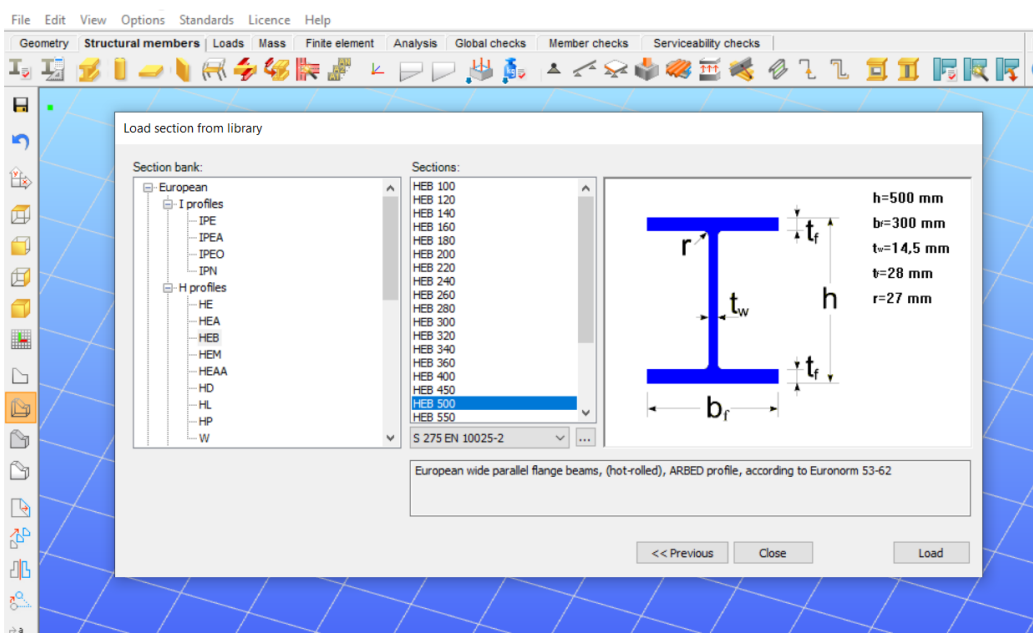 File Edit View Options Standards Licence Help
Geometry Structural members Loads Mass Finite element Analysis Global checks Member checks Serviceability checks
Load section from library
Section bank:
European
I profiles
IPE
IPEA
IPEO
IPN
H profiles
HE
HEA
HEB
HEM
HEAA
HD
HL
HP
W
Sections:
HEB 100
HEB 120
HEB 140
HEB 160
HEB 180
HEB 200
HEB 220
HEB 240
HEB 260
HEB 280
HEB 300
HEB 320
HEB 340
HEB 360
HEB 400
HEB 450
HEB 500
HEB 550
S 275 EN 10025-2
...
r
tf
tw
h
tf
bf
h=500 mm
bf=300 mm
tw=14,5 mm
tf=28 mm
r=27 mm
European wide parallel flange beams, (hot-rolled), ARBED profile, according to Euronorm 53-62
<< Previous Close Load